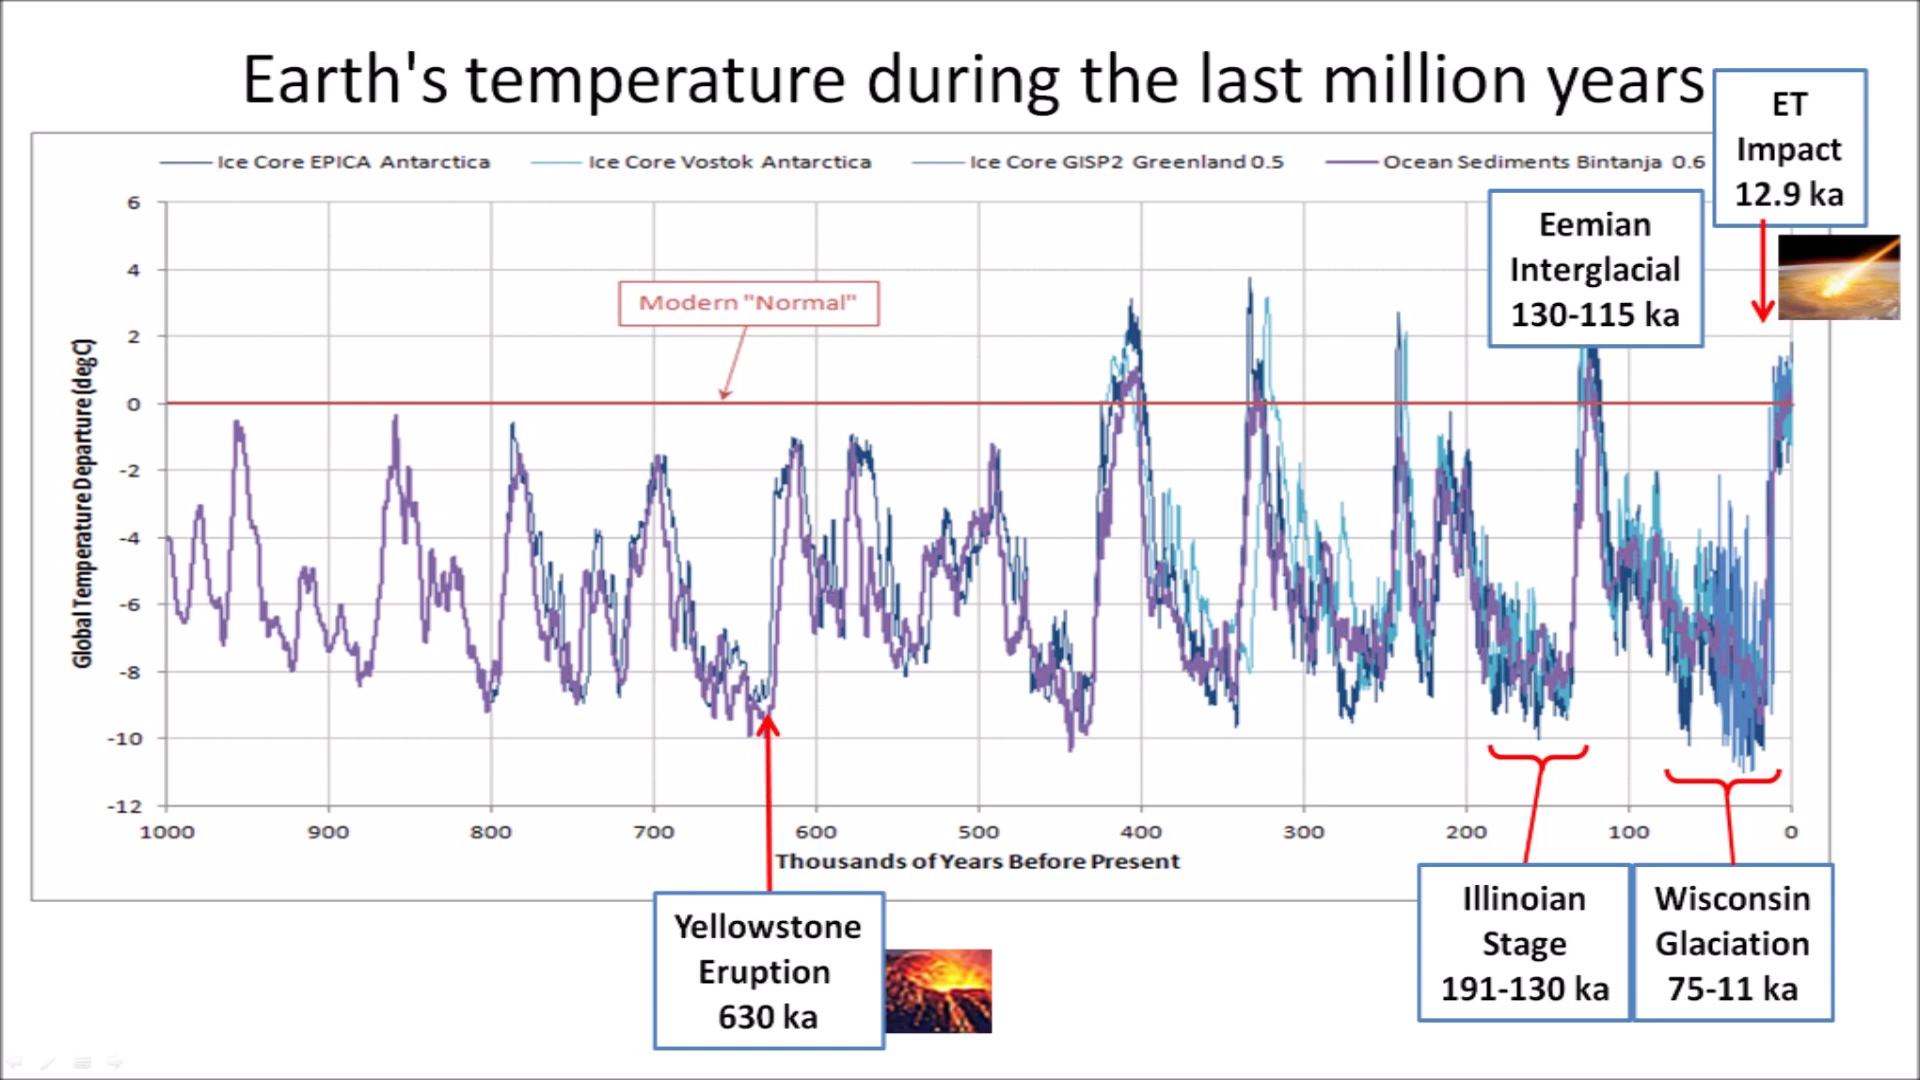 Earth's temperature during the last million years
ET
Impact
12.9 ka
Ice Core EPICA Antarctica
Ice Core Vostok Antarctica
Ice Core GISP2 Greenland 0.5
Ocean Sediments Bintanja 0.6
Eemian
Interglacial
130-115 ka
Modern "Normal"
Global Temperature Departure (degC)
6
4
2
0
-2
-4
-6
-8
-10
-12
1000
900
800
700
600
500
400
300
200
100
0
Thousands of Years Before Present
Yellowstone
Eruption
630 ka
Illinoian
Stage
191-130 ka
Wisconsin
Glaciation
75-11 ka